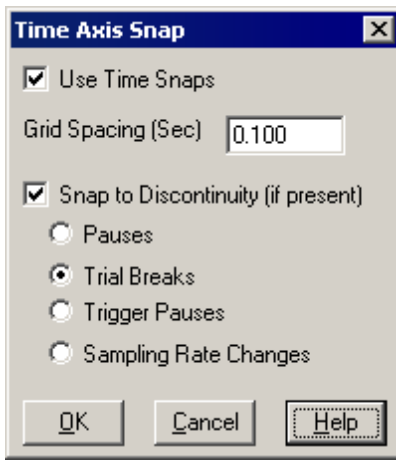 Time Axis Snap
Use Time Snaps
Grid Spacing (Sec) 0.100
Snap to Discontinuity (if present)
Pauses
Trial Breaks
Trigger Pauses
Sampling Rate Changes
OK Cancel Help